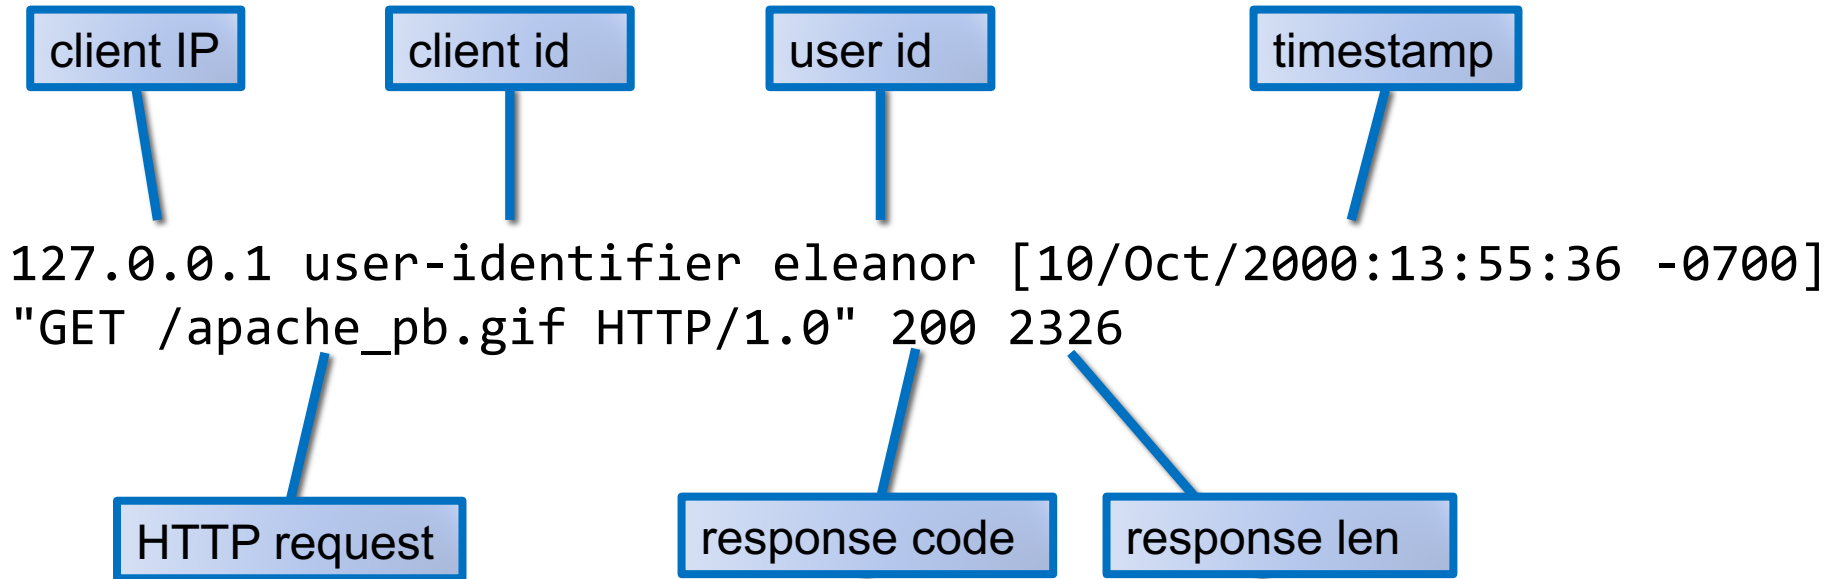 client IP
client id
user id
timestamp
127.0.0.1 user-identifier eleanor [10/Oct/2000:13:55:36 -0700]
"GET /apache_pb.gif HTTP/1.0" 200 2326
HTTP request
response code
response len